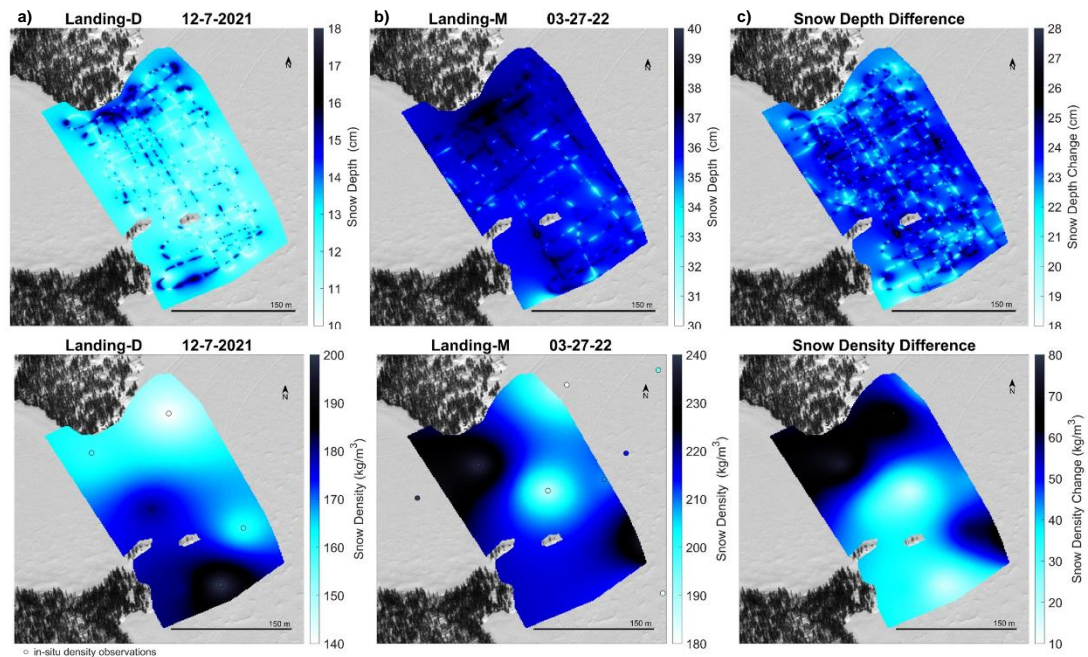 a) Landing-D 12-7-2021
18
17
16
15
14
13
12
11
10
Snow Depth (cm)
N
150 m
b) Landing-M 03-27-22
40
39
38
37
36
35
34
33
32
31
30
Snow Depth (cm)
N
150 m
c) Snow Depth Difference
28
27
26
25
24
23
22
21
20
19
18
Snow Depth Change (cm)
N
150 m
Landing-D 12-7-2021
200
190
180
170
160
150
140
Snow Density (kg/m³)
N
150 m
○ in-situ density observations
Landing-M 03-27-22
240
230
220
210
200
190
180
Snow Density (kg/m³)
N
150 m
Snow Density Difference
80
70
60
50
40
30
20
10
Snow Density Change (kg/m³)
N
150 m